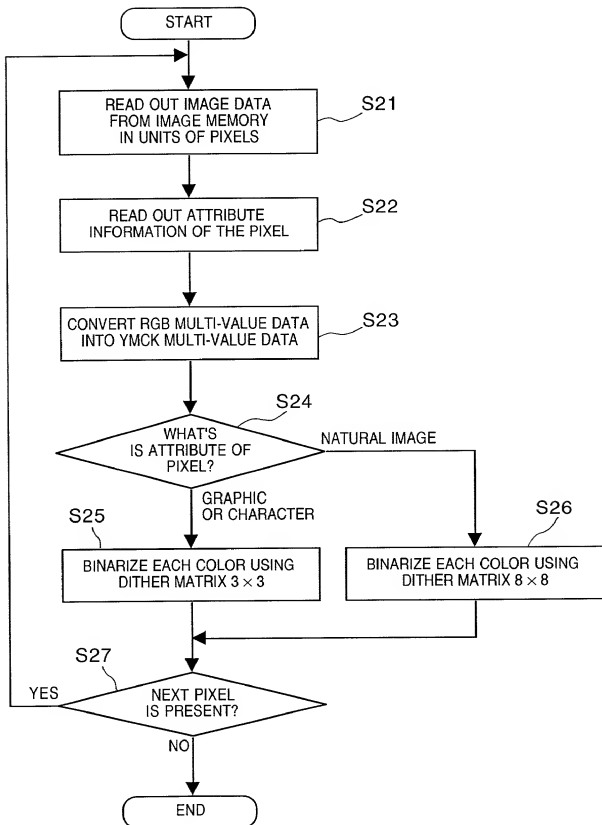 START
READ OUT IMAGE DATA
FROM IMAGE MEMORY
IN UNITS OF PIXELS
S21
READ OUT ATTRIBUTE
INFORMATION OF THE PIXEL
S22
CONVERT RGB MULTI-VALUE DATA
INTO YMCK MULTI-VALUE DATA
S23
S24
WHAT'S
IS ATTRIBUTE OF
PIXEL?
NATURAL IMAGE
GRAPHIC
OR CHARACTER
S25
BINARIZE EACH COLOR USING
DITHER MATRIX 3 × 3
S26
BINARIZE EACH COLOR USING
DITHER MATRIX 8 × 8
S27
YES
NEXT PIXEL
IS PRESENT?
NO
END